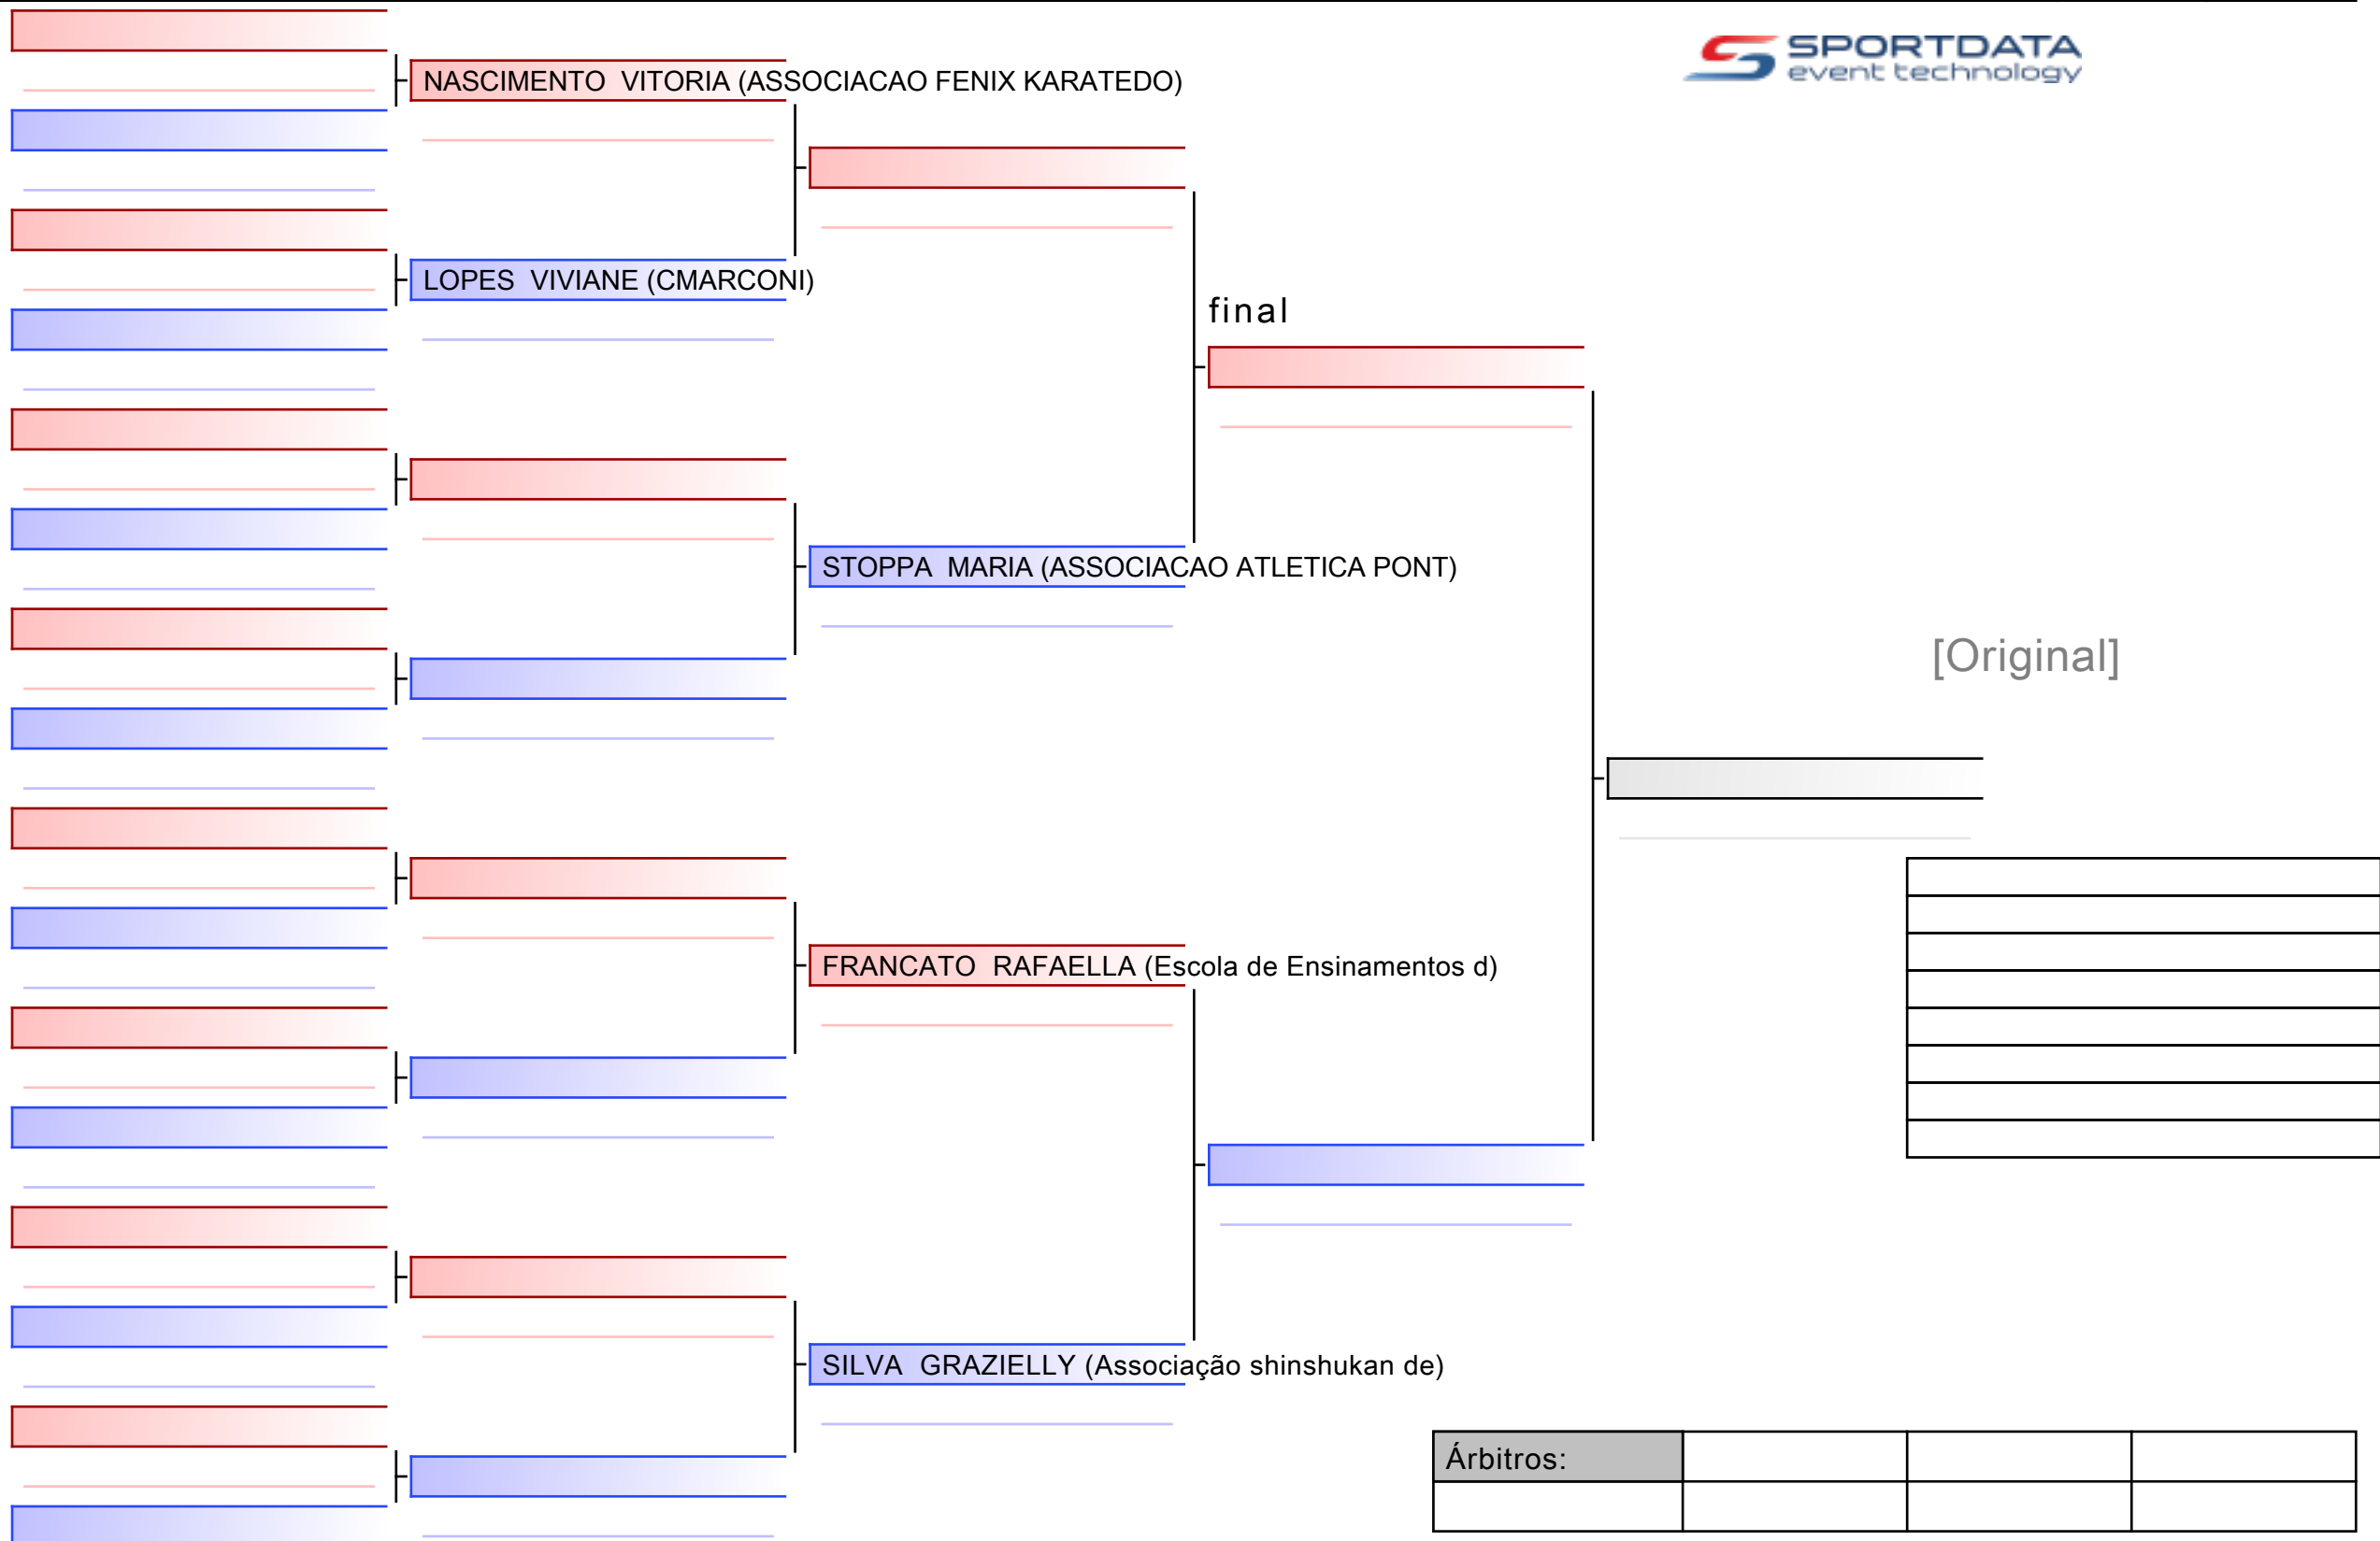 SPORTDATA
event technology
NASCIMENTO  VITORIA (ASSOCIACAO FENIX KARATEDO)
LOPES  VIVIANE (CMARCONI)
final
STOPPA  MARIA (ASSOCIACAO ATLETICA PONT)
[Original]
FRANCATO  RAFAELLA (Escola de Ensinamentos d)
SILVA  GRAZIELLY (Associação shinshukan de)
Árbitros: